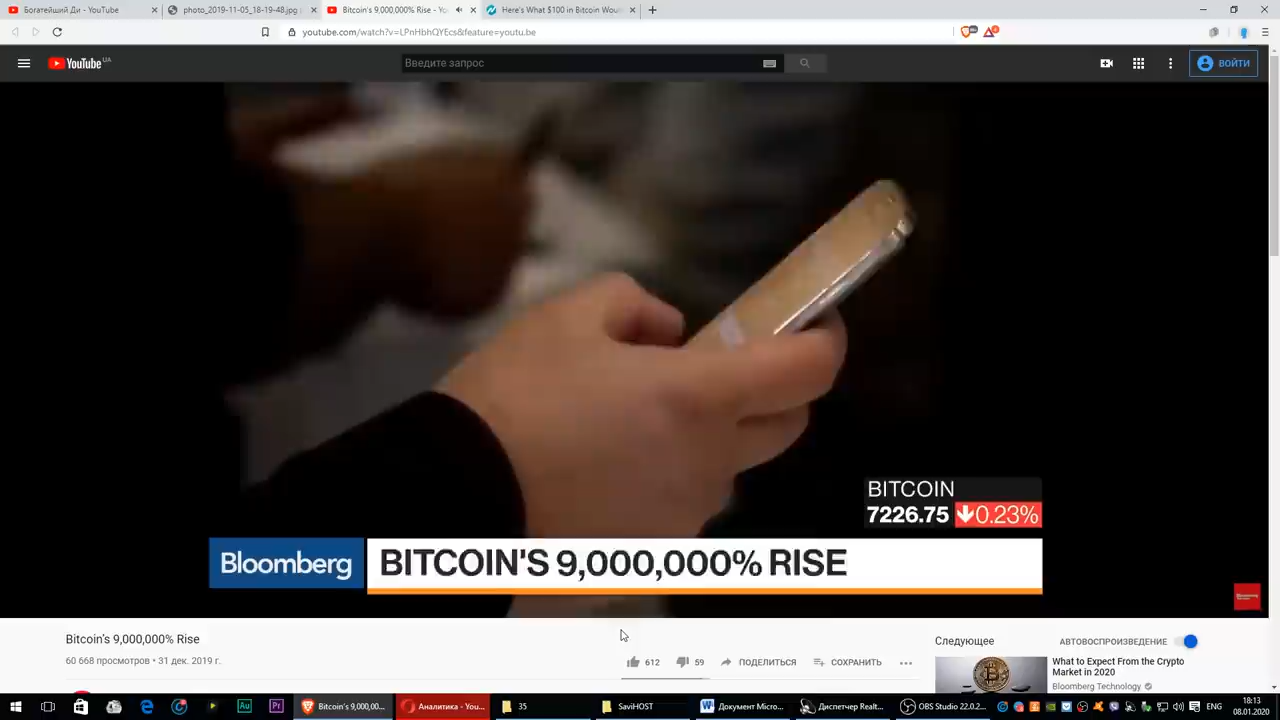 Богатейший Ди - YouTube
photo_2019-11-05_18-19-48.jpg
Bitcoin's 9,000,000% Rise - Yo
Here's What $100 in Bitcoin Wou
youtube.com/watch?v=LPnHbhQYEcs&feature=youtu.be
YouTube UA
Введите запрос
ВОЙТИ
BITCOIN
7226.75 0.23%
Bloomberg
BITCOIN'S 9,000,000% RISE
Bitcoin's 9,000,000% Rise
60 668 просмотров • 31 дек. 2019 г.
612
59
ПОДЕЛИТЬСЯ
СОХРАНИТЬ
Следующее
АВТОВОСПРОИЗВЕДЕНИЕ
What to Expect From the Crypto
Market in 2020
Bloomberg Technology
Au
Pr
Bitcoin's 9,000,00...
Аналитика - You...
35
SaviHOST
Документ Micro...
Диспетчер Realt...
OBS Studio 22.0.2...
ENG
18:13
08.01.2020